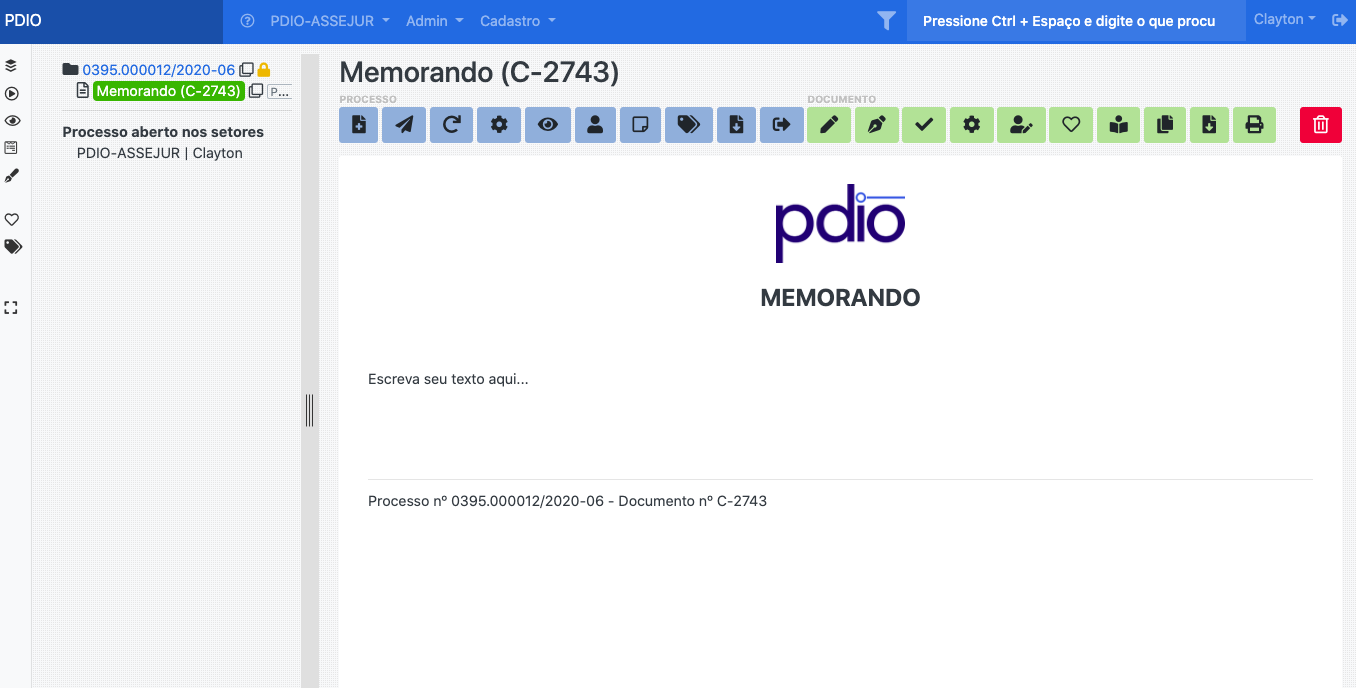 PDIO
PDIO-ASSEJUR Admin Cadastro
Pressione Ctrl + Espaço e digite o que procu
Clayton
0395.000012/2020-06
Memorando (C-2743) P...
Processo aberto nos setores
PDIO-ASSEJUR | Clayton
Memorando (C-2743)
PROCESSO DOCUMENTO
pdio
MEMORANDO
Escreva seu texto aqui...
Processo nº 0395.000012/2020-06 - Documento nº C-2743